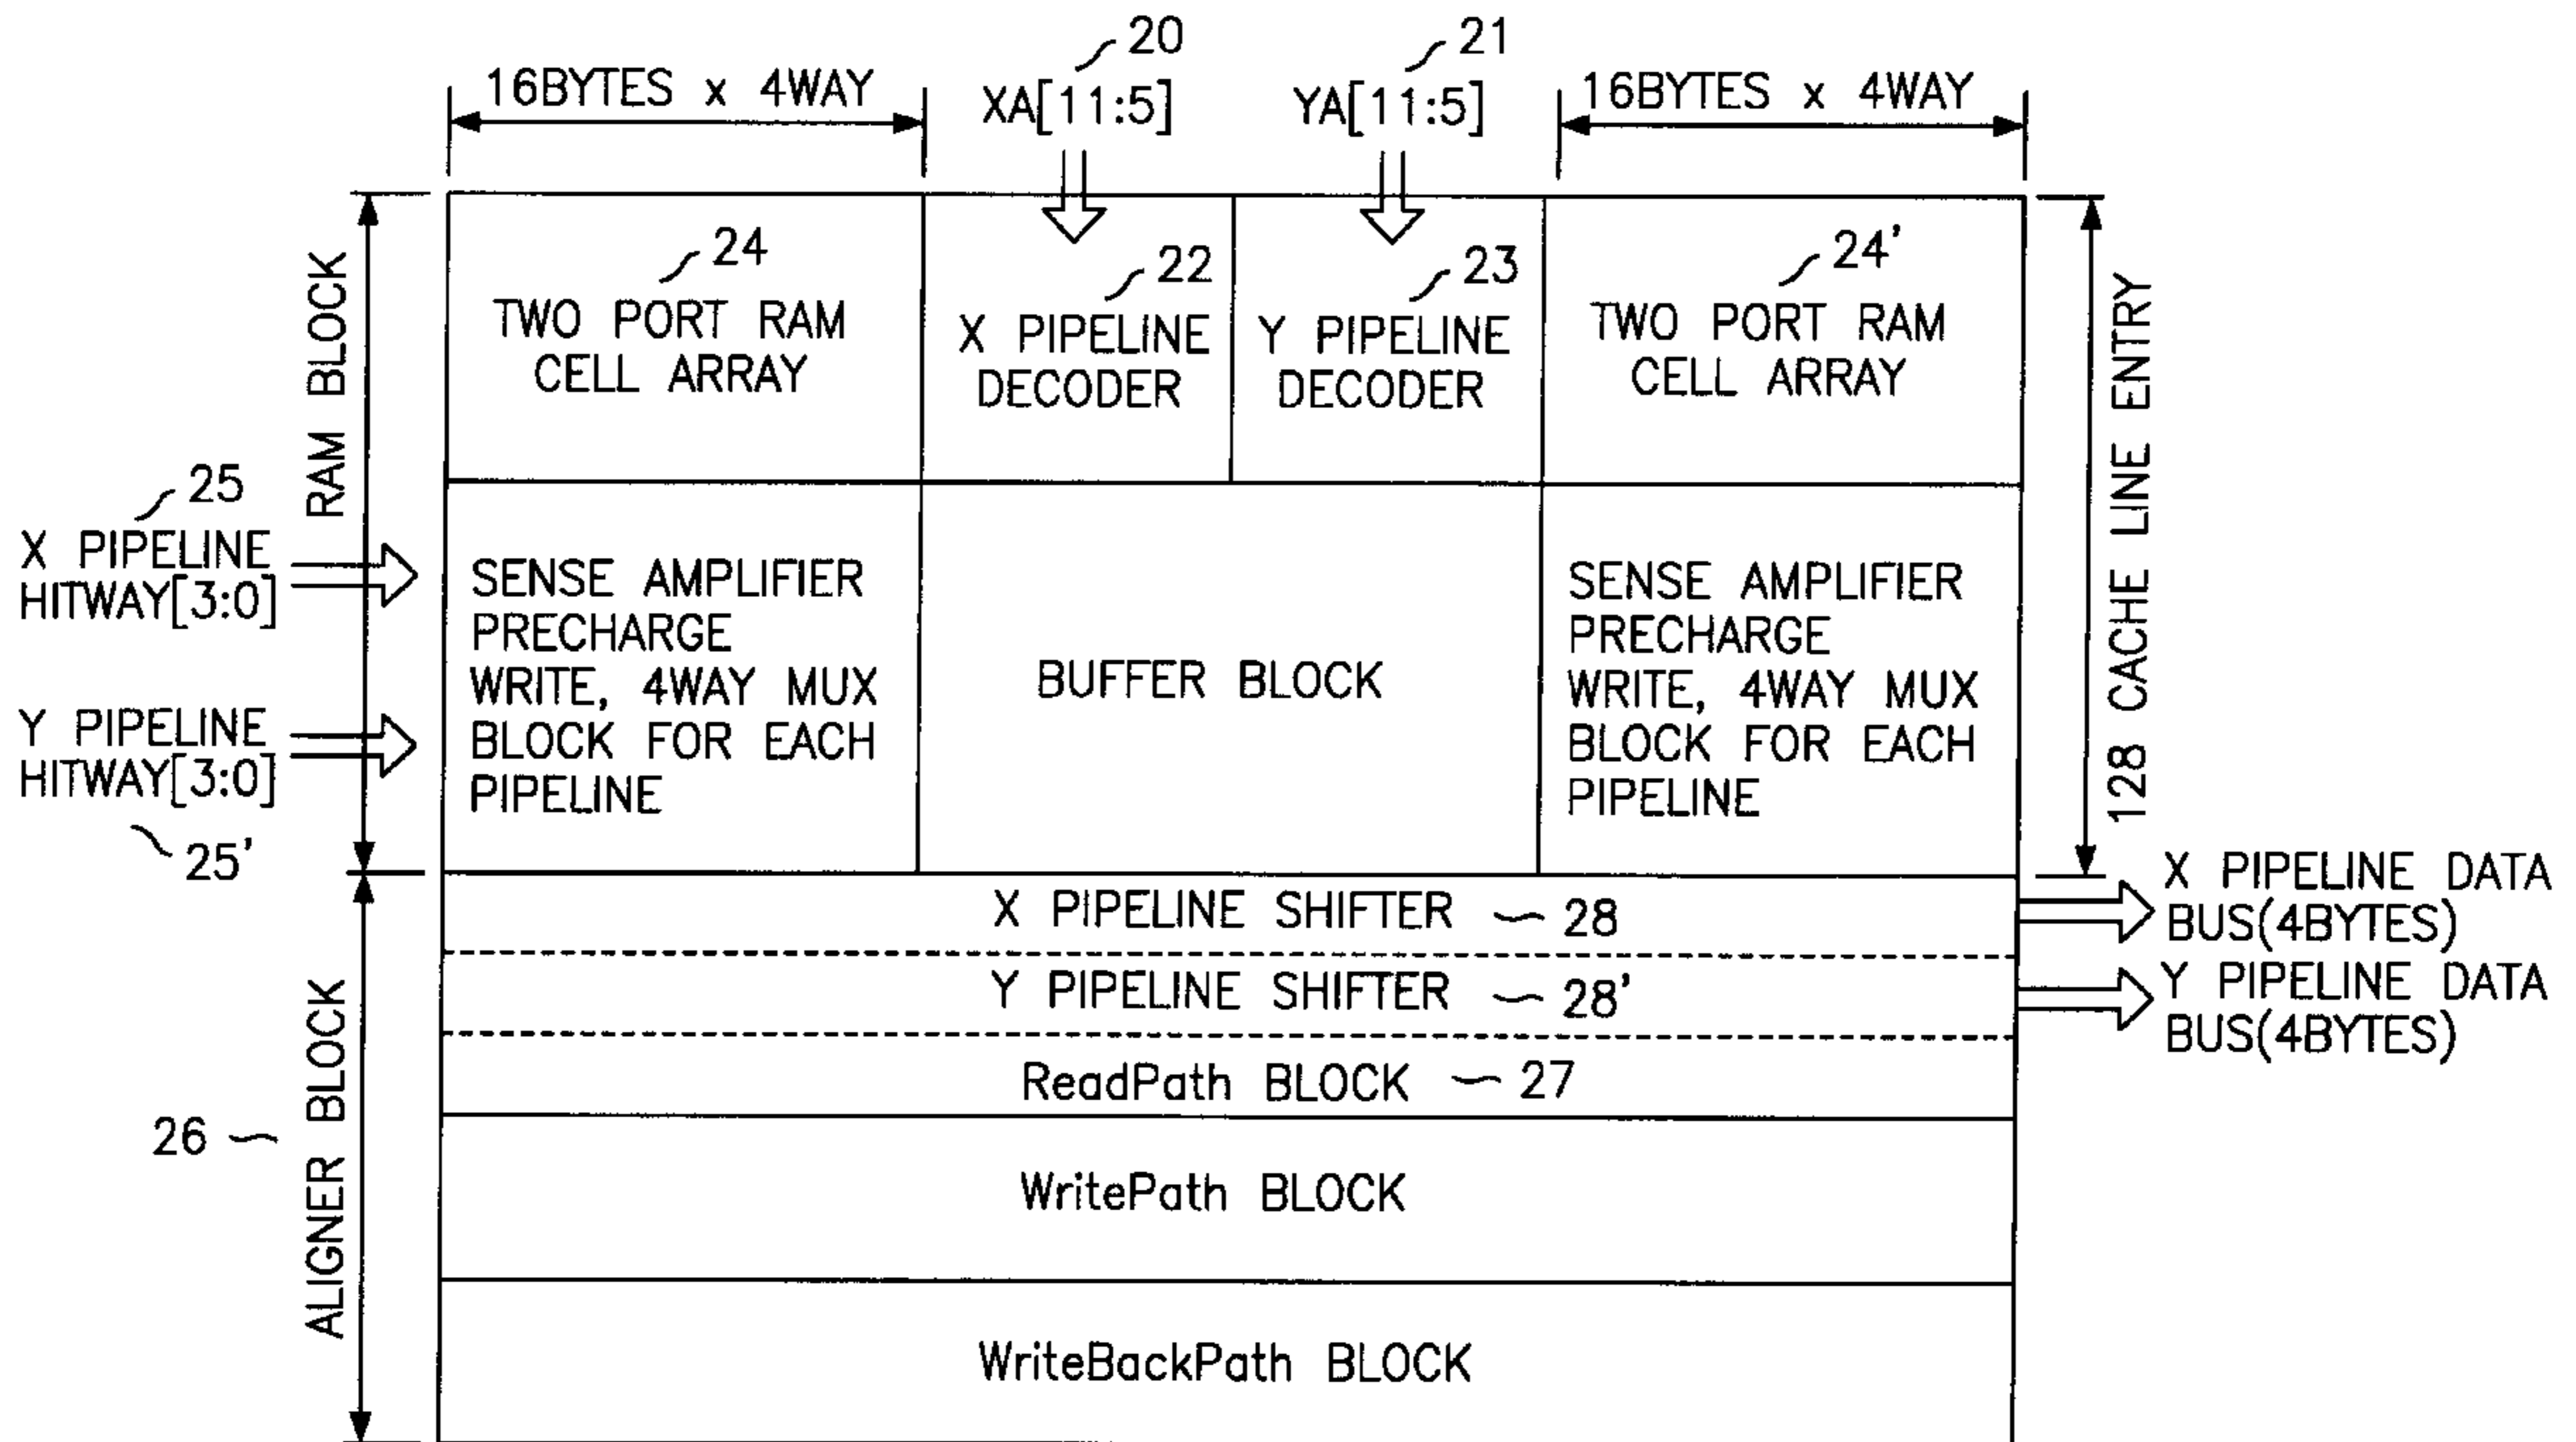 20
21
16BYTES x 4WAY
XA[11:5]
YA[11:5]
16BYTES x 4WAY
RAM BLOCK
24
TWO PORT RAM
CELL ARRAY
22
X PIPELINE
DECODER
23
Y PIPELINE
DECODER
24'
TWO PORT RAM
CELL ARRAY
128 CACHE LINE ENTRY
25
X PIPELINE
HITWAY[3:0]
Y PIPELINE
HITWAY[3:0]
25'
SENSE AMPLIFIER
PRECHARGE
WRITE, 4WAY MUX
BLOCK FOR EACH
PIPELINE
BUFFER BLOCK
SENSE AMPLIFIER
PRECHARGE
WRITE, 4WAY MUX
BLOCK FOR EACH
PIPELINE
X PIPELINE SHIFTER 28
X PIPELINE DATA
BUS(4BYTES)
Y PIPELINE SHIFTER 28'
Y PIPELINE DATA
BUS(4BYTES)
ReadPath BLOCK 27
26
ALIGNER BLOCK
WritePath BLOCK
WriteBackPath BLOCK